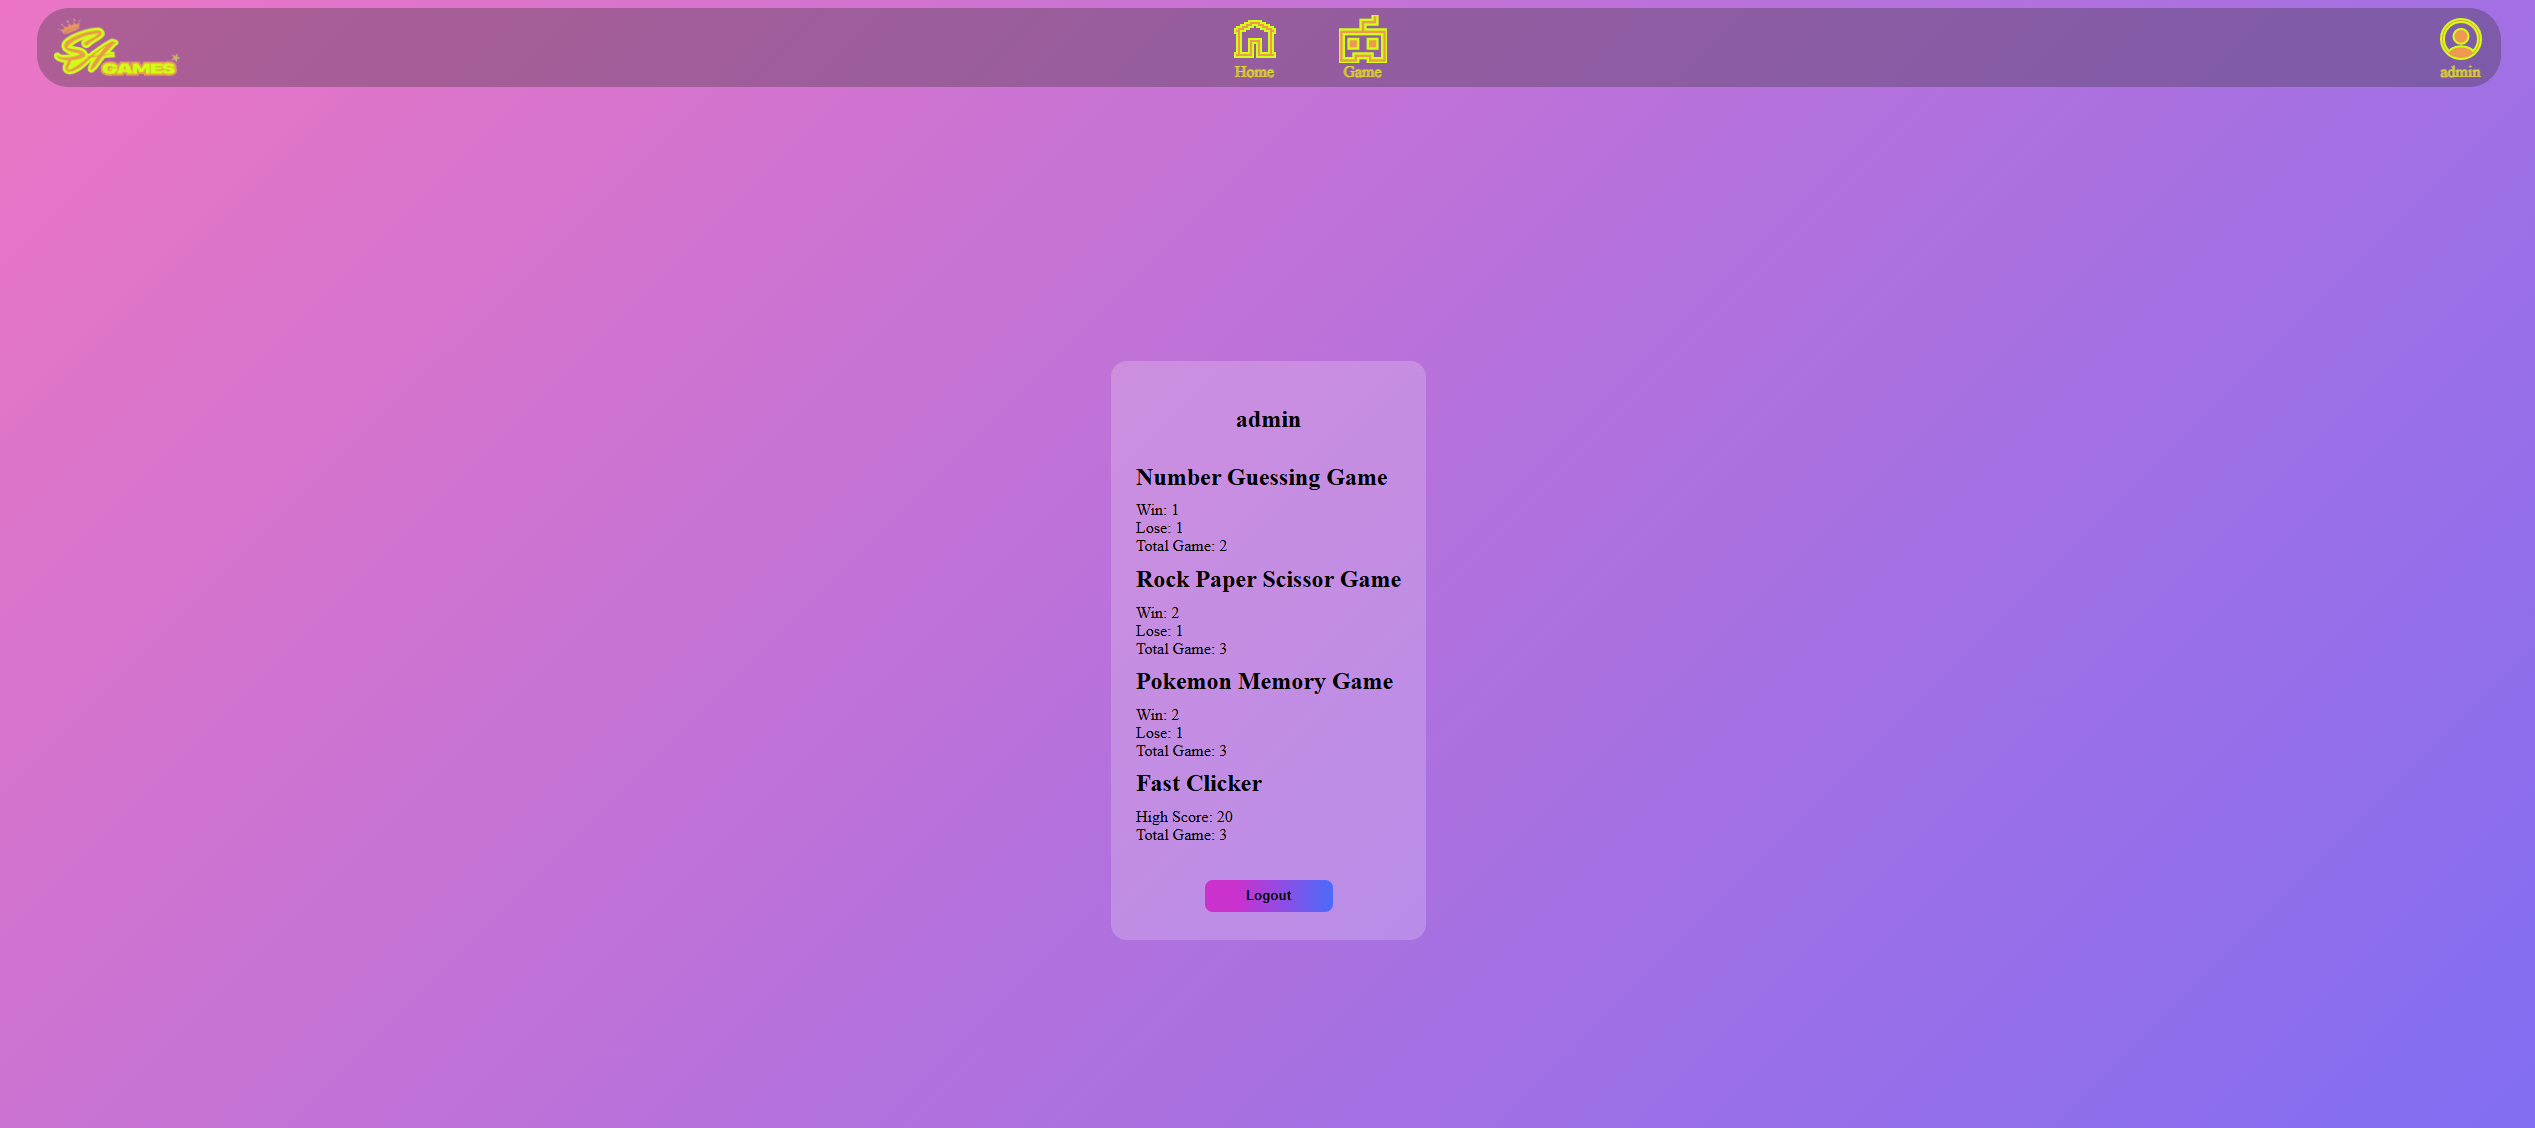 SA GAMES
Home
Game
admin
admin
Number Guessing Game
Win: 1
Lose: 1
Total Game: 2
Rock Paper Scissor Game
Win: 2
Lose: 1
Total Game: 3
Pokemon Memory Game
Win: 2
Lose: 1
Total Game: 3
Fast Clicker
High Score: 20
Total Game: 3
Logout